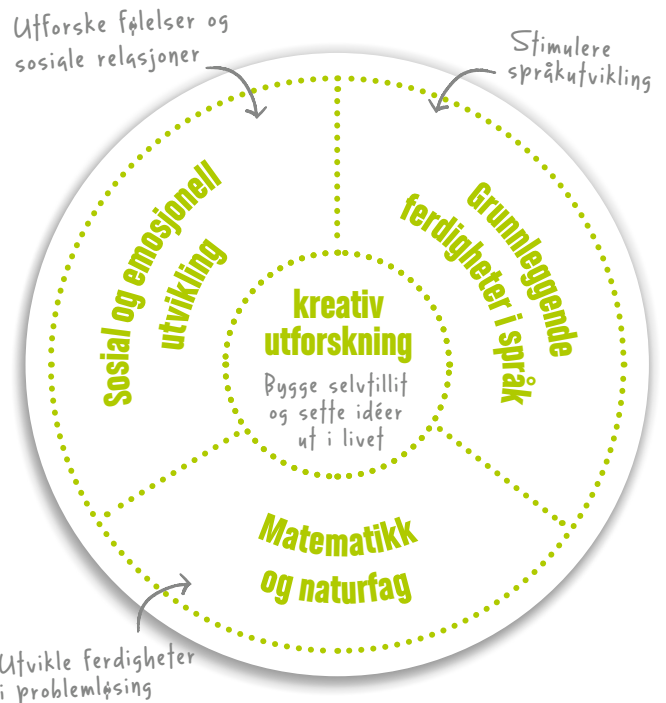 Utforske følelser og
sosiale relasjoner
Stimulere
språkutvikling
Sosial og emosjonell
utvikling
Grunnleggende
ferdigheter i språk
kreativ
utforskning
Bygge selvtillit
og sette idéer
ut i livet
Matematikk
og naturfag
Utvikle ferdigheter
i problemløsing